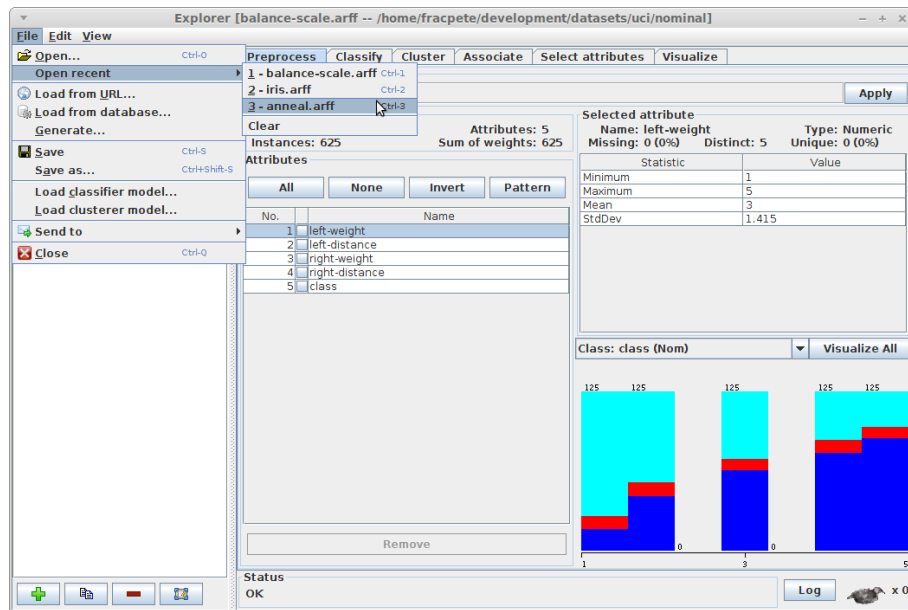 Explorer [balance-scale.arff -- /home/fracpete/development/datasets/uci/nominal]
File Edit View
Open... Ctrl-O
Open recent
Load from URL...
Load from database...
Generate...
Save Ctrl-S
Save as... Ctrl+Shift-S
Load classifier model...
Load clusterer model...
Send to
Close Ctrl-Q
1 - balance-scale.arff Ctrl-1
2 - iris.arff Ctrl-2
3 - anneal.arff Ctrl-3
Clear
Preprocess Classify Cluster Associate Select attributes Visualize
Apply
Attributes: 5
Instances: 625 Sum of weights: 625
Attributes
All None Invert Pattern
No. Name
1 left-weight
2 left-distance
3 right-weight
4 right-distance
5 class
Remove
Selected attribute
Name: left-weight Type: Numeric
Missing: 0 (0%) Distinct: 5 Unique: 0 (0%)
Statistic Value
Minimum 1
Maximum 5
Mean 3
StdDev 1.415
Class: class (Nom) Visualize All
125 125 125 125 125
0 0
1 3 5
Status
OK
Log x 0